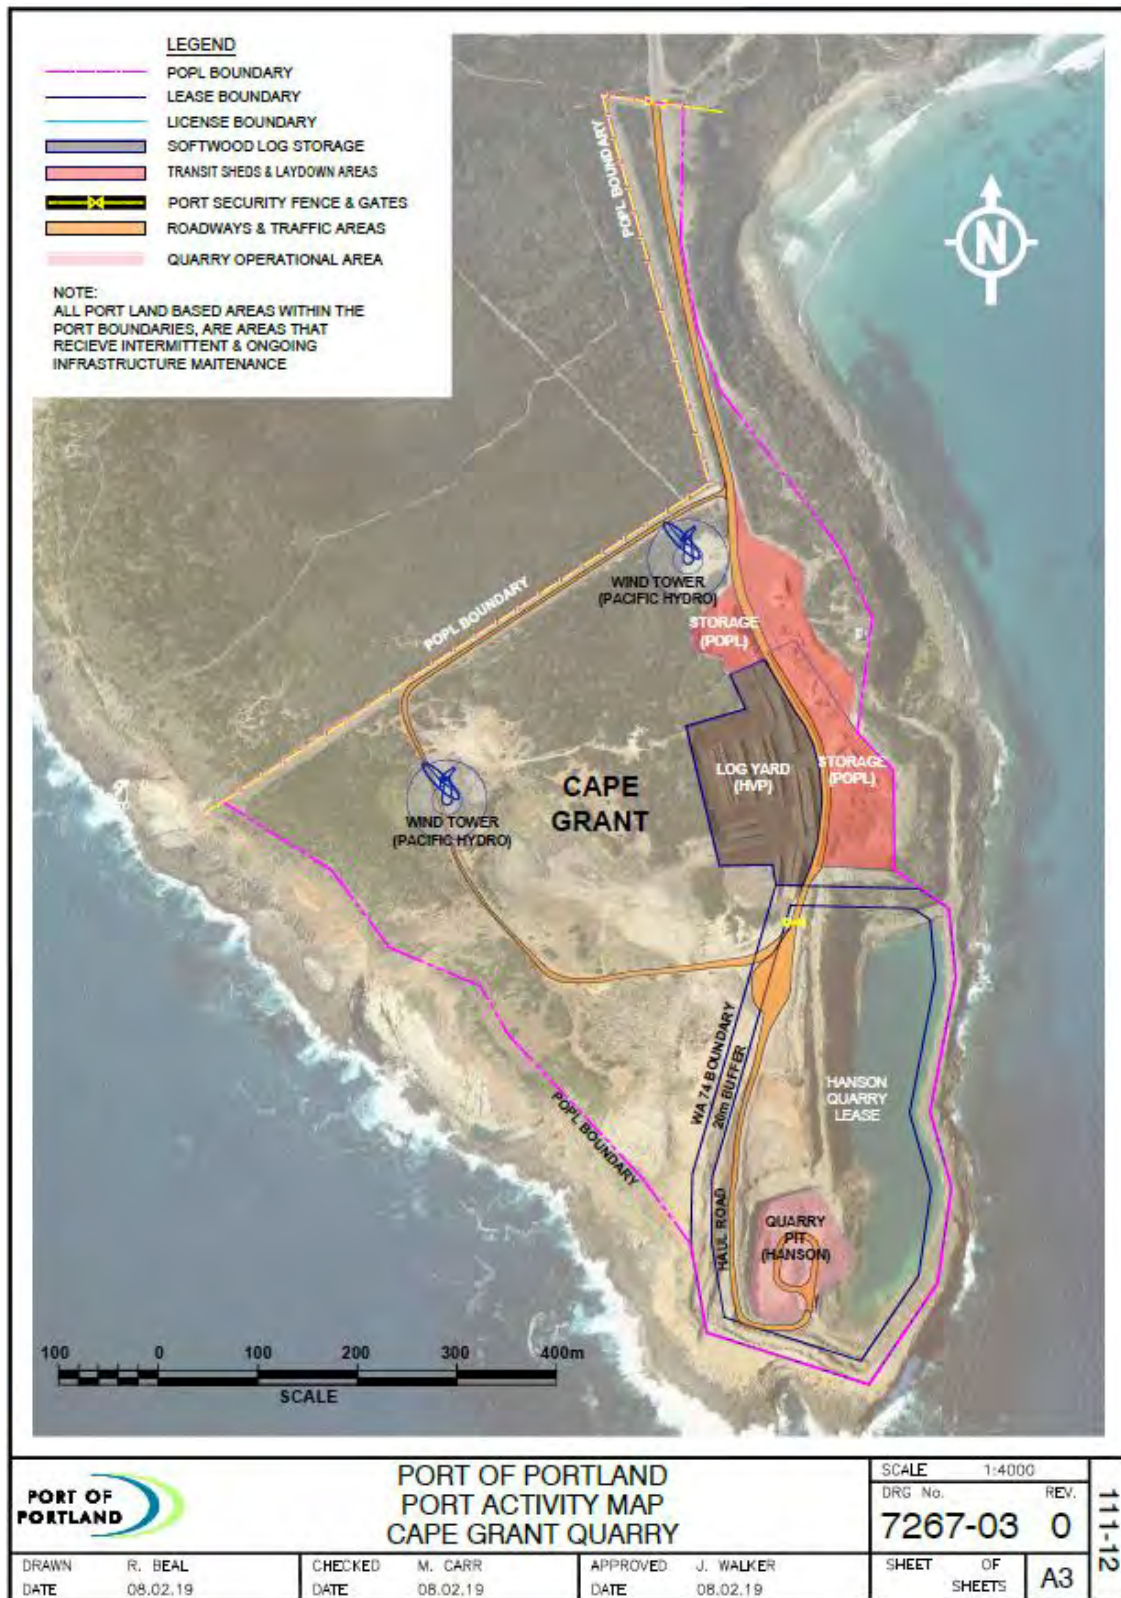 LEGEND
POPL BOUNDARY
LEASE BOUNDARY
LICENSE BOUNDARY
SOFTWOOD LOG STORAGE
TRANSIT SHEDS & LAYDOWN AREAS
PORT SECURITY FENCE & GATES
ROADWAYS & TRAFFIC AREAS
QUARRY OPERATIONAL AREA
NOTE:
ALL PORT LAND BASED AREAS WITHIN THE
PORT BOUNDARIES, ARE AREAS THAT
RECIEVE INTERMITTENT & ONGOING
INFRASTRUCTURE MAITENANCE
POPL BOUNDARY
N
WIND TOWER
(PACIFIC HYDRO)
POPL BOUNDARY
STORAGE
(POPL)
LOG YARD
(HVP)
STORAGE
(POPL)
CAPE
GRANT
WIND TOWER
(PACIFIC HYDRO)
WA 74 BOUNDARY
20m BUFFER
HANSON
QUARRY
LEASE
POPL BOUNDARY
HAUL ROAD
QUARRY
PIT
(HANSON)
100 0 100 200 300 400m
SCALE
PORT OF
PORTLAND
PORT OF PORTLAND
PORT ACTIVITY MAP
CAPE GRANT QUARRY
SCALE 1:4000
DRG No. REV.
7267-03 0
111-12
DRAWN R. BEAL
DATE 08.02.19
CHECKED M. CARR
DATE 08.02.19
APPROVED J. WALKER
DATE 08.02.19
SHEET OF
SHEETS
A3